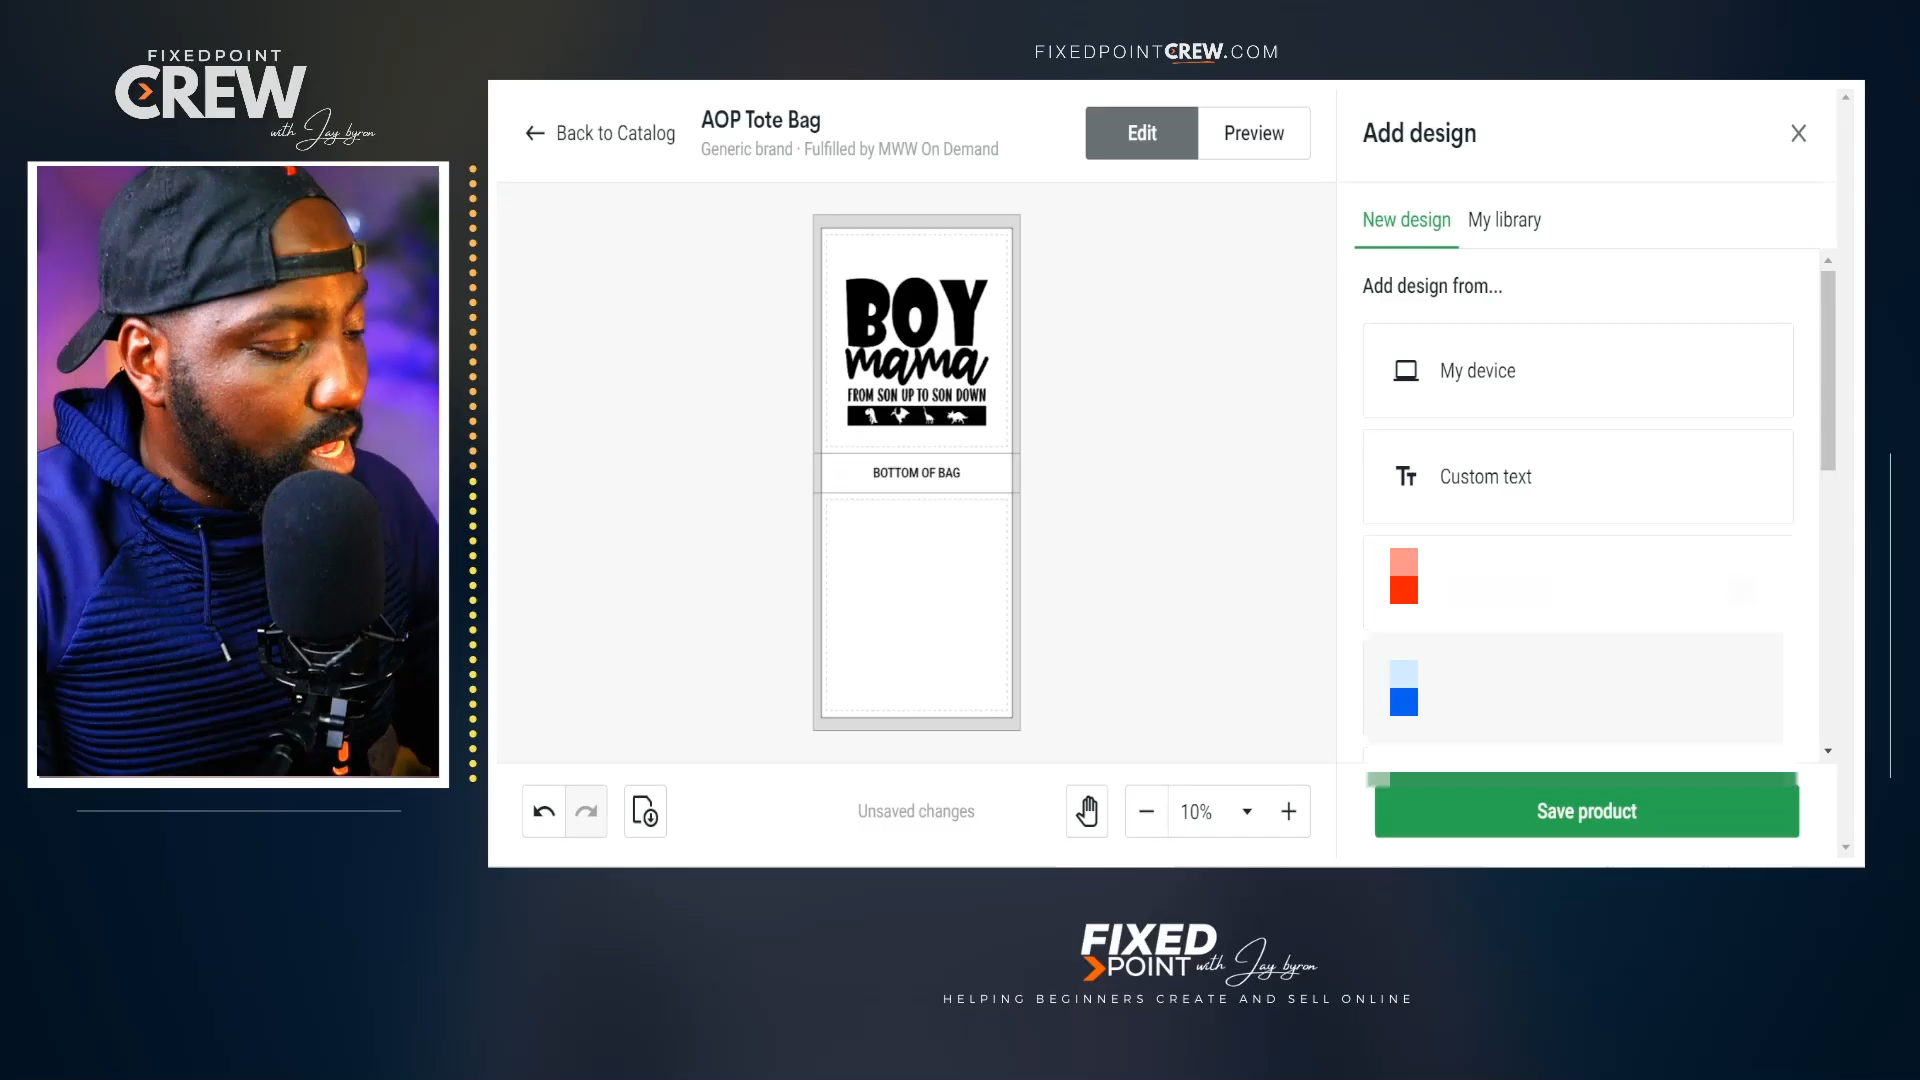 FIXEDPOINT
CREW
with Jay byron
FIXEDPOINTCREW.COM
Back to Catalog
AOP Tote Bag
Generic brand · Fulfilled by MWW On Demand
Edit
Preview
Add design
New design
My library
Add design from...
My device
Custom text
BOY
mama
FROM SON UP TO SON DOWN
BOTTOM OF BAG
Unsaved changes
10%
Save product
FIXED
POINT with Jay byron
HELPING BEGINNERS CREATE AND SELL ONLINE